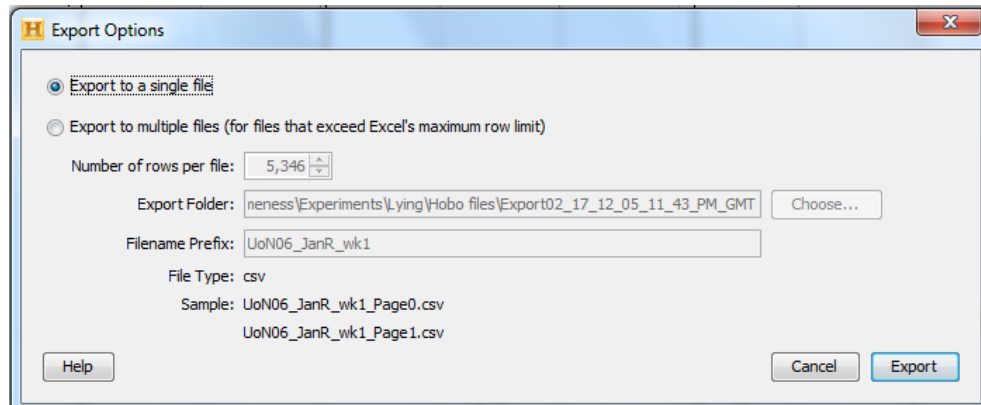 H Export Options
Export to a single file
Export to multiple files (for files that exceed Excel's maximum row limit)
Number of rows per file: 5,346
Export Folder: neness\Experiments\Lying\Hobo files\Export02_17_12_05_11_43_PM_GMT Choose...
Filename Prefix: UoN06_JanR_wk1
File Type: csv
Sample: UoN06_JanR_wk1_Page0.csv
UoN06_JanR_wk1_Page1.csv
Help Cancel Export